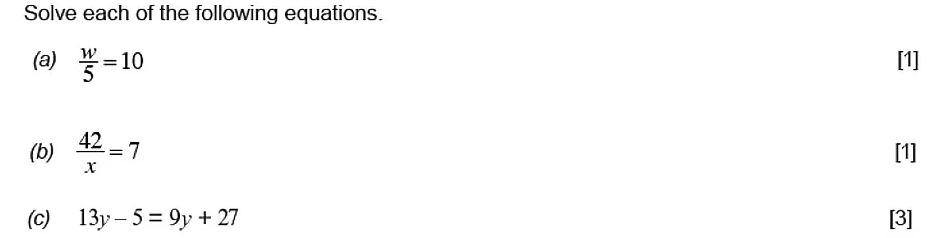 Solve each of the following equations.
(a) w/5 = 10 [1]
(b) 42/x = 7 [1]
(c) 13y – 5 = 9y + 27 [3]